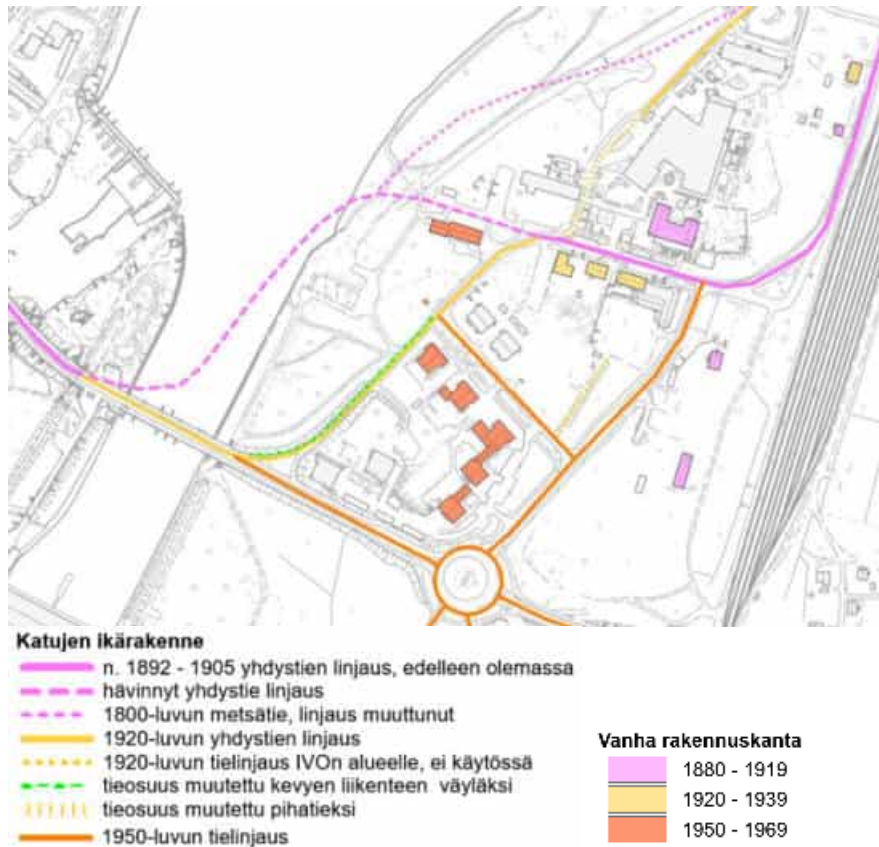 Katujen ikärakenne
n. 1892 - 1905 yhdystien linjaus, edelleen olemassa
hävinnyt yhdystie linjaus
1800-luvun metsätie, linjaus muuttunut
1920-luvun yhdystien linjaus
1920-luvun tielinjaus IVOn alueelle, ei käytössä
tieosuus muutettu kevyen liikenteen väyläksi
tieosuus muutettu pihatieksi
1950-luvun tielinjaus
Vanha rakennuskanta
1880 - 1919
1920 - 1939
1950 - 1969